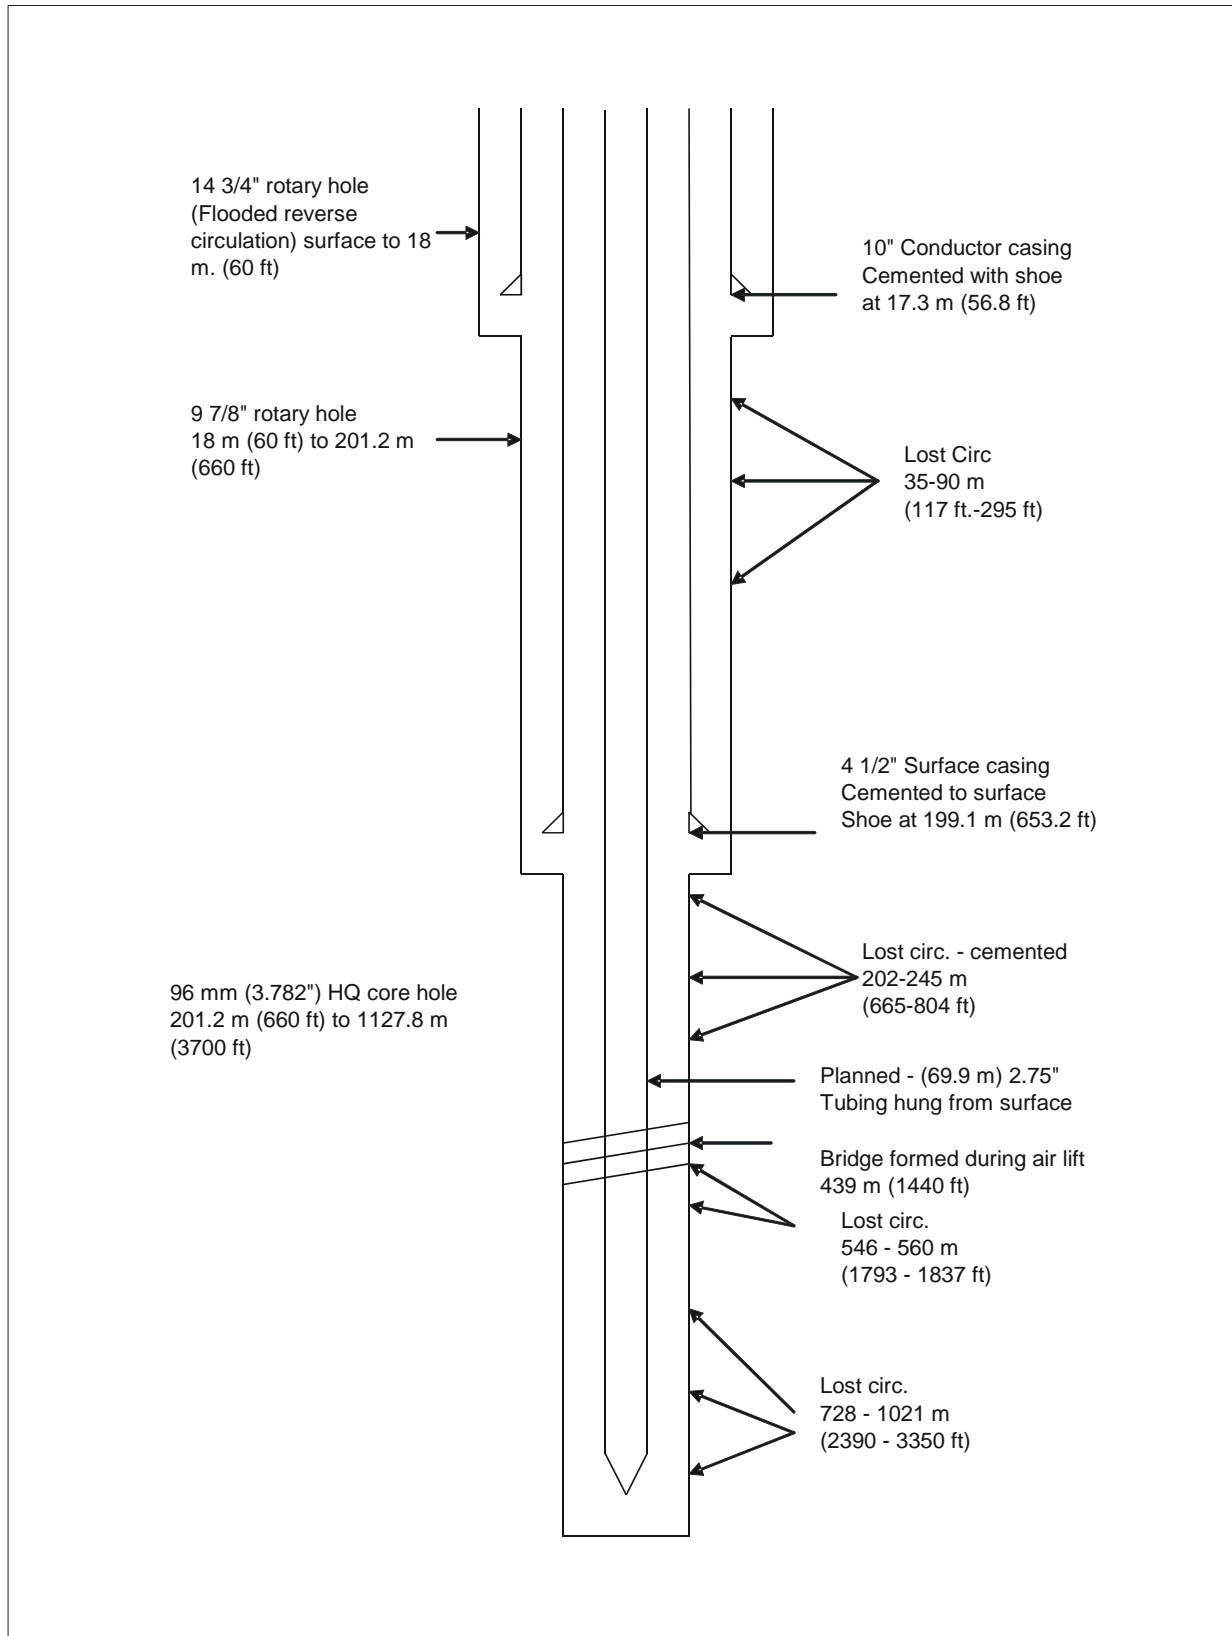 14 3/4" rotary hole
(Flooded reverse
circulation) surface to 18
m. (60 ft)
10" Conductor casing
Cemented with shoe
at 17.3 m (56.8 ft)
9 7/8" rotary hole
18 m (60 ft) to 201.2 m
(660 ft)
Lost Circ
35-90 m
(117 ft.-295 ft)
4 1/2" Surface casing
Cemented to surface
Shoe at 199.1 m (653.2 ft)
Lost circ. - cemented
202-245 m
(665-804 ft)
96 mm (3.782") HQ core hole
201.2 m (660 ft) to 1127.8 m
(3700 ft)
Planned - (69.9 m) 2.75"
Tubing hung from surface
Bridge formed during air lift
439 m (1440 ft)
Lost circ.
546 - 560 m
(1793 - 1837 ft)
Lost circ.
728 - 1021 m
(2390 - 3350 ft)